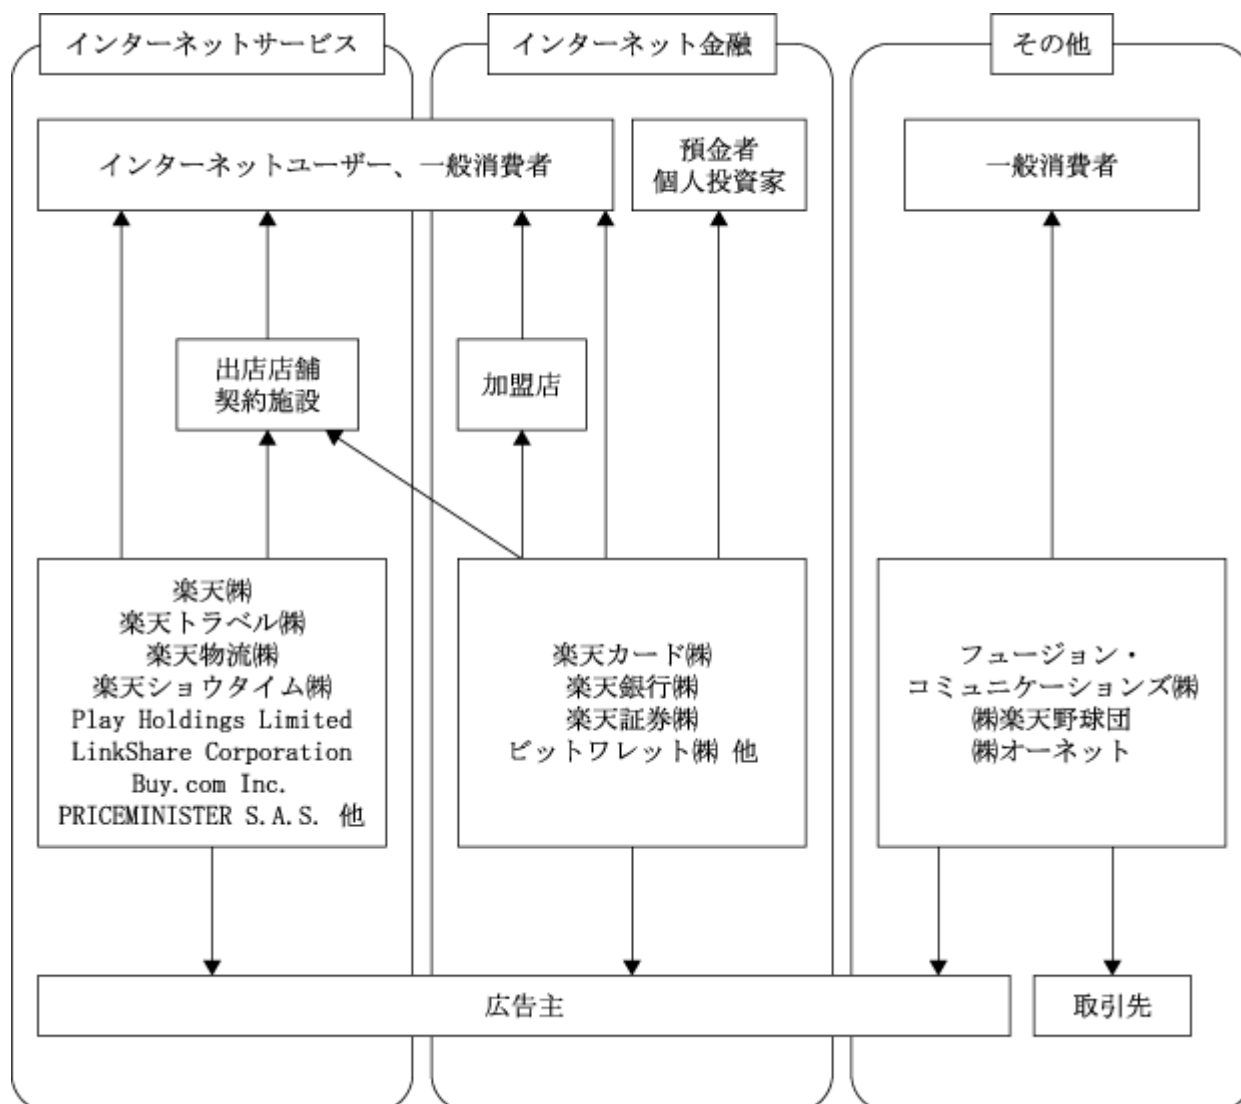 インターネットサービス
インターネット金融
その他
インターネットユーザー、一般消費者
預金者
個人投資家
一般消費者
出店店舗
契約施設
加盟店
楽天㈱
楽天トラベル㈱
楽天物流㈱
楽天ショウタイム㈱
Play Holdings Limited
LinkShare Corporation
Buy.com Inc.
PRICEMINISTER S.A.S. 他
楽天カード㈱
楽天銀行㈱
楽天証券㈱
ビットワレット㈱ 他
フュージョン・
コミュニケーションズ㈱
㈱楽天野球団
㈱オーネット
広告主
取引先